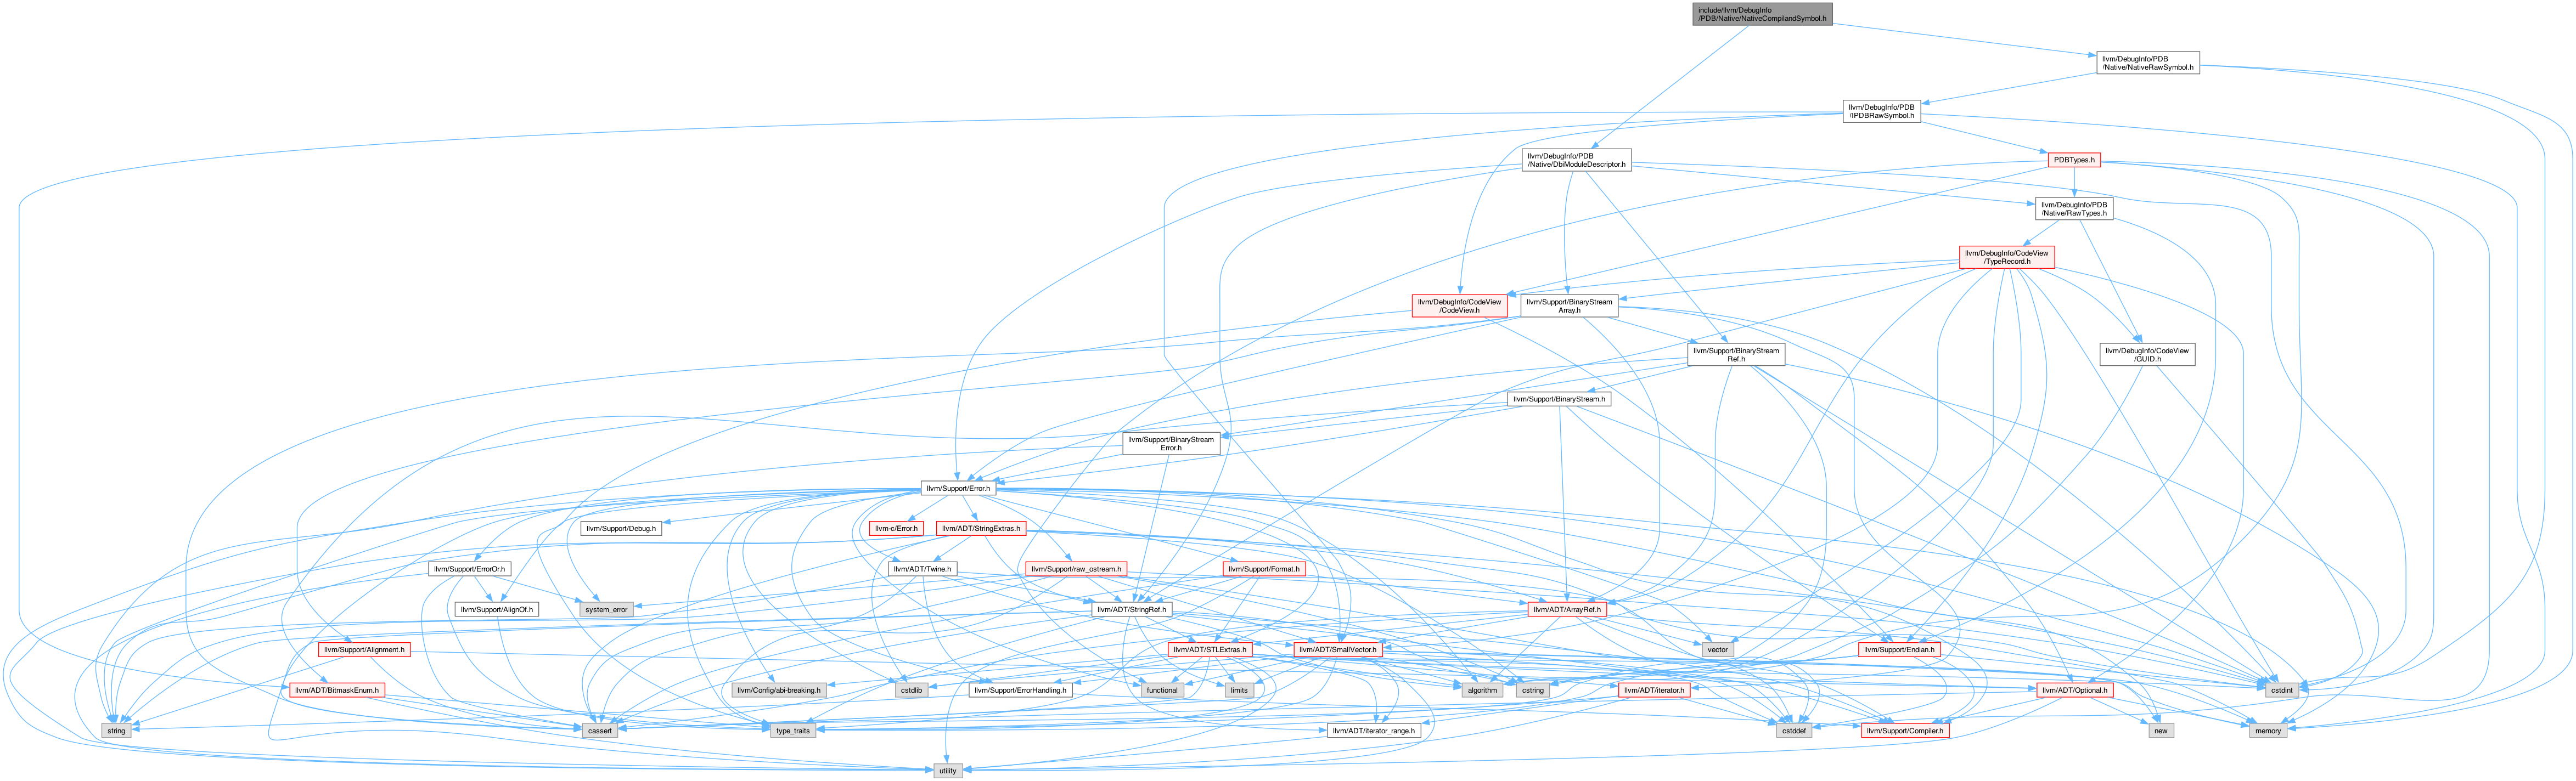 include/llvm/DebugInfo
/PDB/Native/NativeCompilandSymbol.h
llvm/DebugInfo/PDB
/Native/NativeRawSymbol.h
llvm/DebugInfo/PDB
/IPDBRawSymbol.h
llvm/DebugInfo/PDB
/Native/DbiModuleDescriptor.h
PDBTypes.h
llvm/DebugInfo/PDB
/Native/RawTypes.h
llvm/DebugInfo/CodeView
/TypeRecord.h
llvm/DebugInfo/CodeView
/CodeView.h
llvm/Support/BinaryStream
Array.h
llvm/Support/BinaryStream
Ref.h
llvm/DebugInfo/CodeView
/GUID.h
llvm/Support/BinaryStream.h
llvm/Support/BinaryStream
Error.h
llvm/Support/Error.h
llvm/Support/Debug.h
llvm-c/Error.h
llvm/ADT/StringExtras.h
llvm/Support/ErrorOr.h
llvm/ADT/Twine.h
llvm/Support/raw_ostream.h
llvm/Support/Format.h
llvm/Support/AlignOf.h
system_error
llvm/ADT/StringRef.h
llvm/ADT/ArrayRef.h
llvm/Support/Alignment.h
llvm/ADT/STLExtras.h
llvm/ADT/SmallVector.h
vector
llvm/Support/Endian.h
llvm/ADT/BitmaskEnum.h
llvm/Config/abi-breaking.h
cstdlib
llvm/Support/ErrorHandling.h
functional
limits
algorithm
cstring
llvm/ADT/iterator.h
llvm/ADT/Optional.h
cstdint
string
cassert
type_traits
llvm/ADT/iterator_range.h
cstddef
llvm/Support/Compiler.h
new
memory
utility